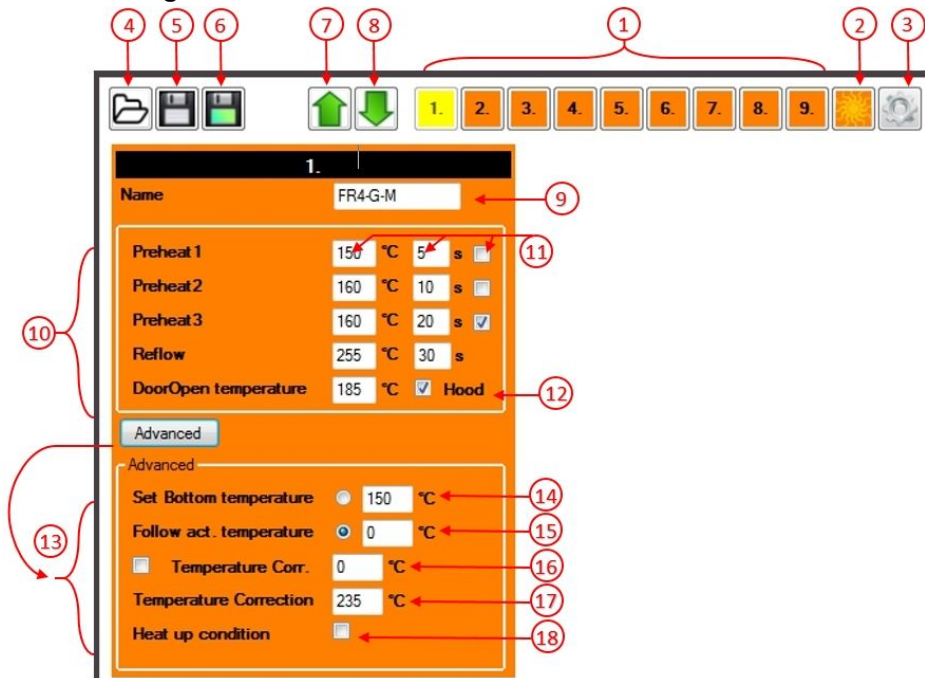 4 5 6 7 8 1 2 3
1. 2. 3. 4. 5. 6. 7. 8. 9.
1.
Name FR4-G-M 9
Preheat1 150 °C 5 s 11
Preheat2 160 °C 10 s
Preheat3 160 °C 20 s
10
Reflow 255 °C 30 s
DoorOpen temperature 185 °C Hood 12
Advanced
Advanced
Set Bottom temperature 150 °C 14
Follow act. temperature 0 °C 15
13
Temperature Corr. 0 °C 16
Temperature Correction 235 °C 17
Heat up condition 18